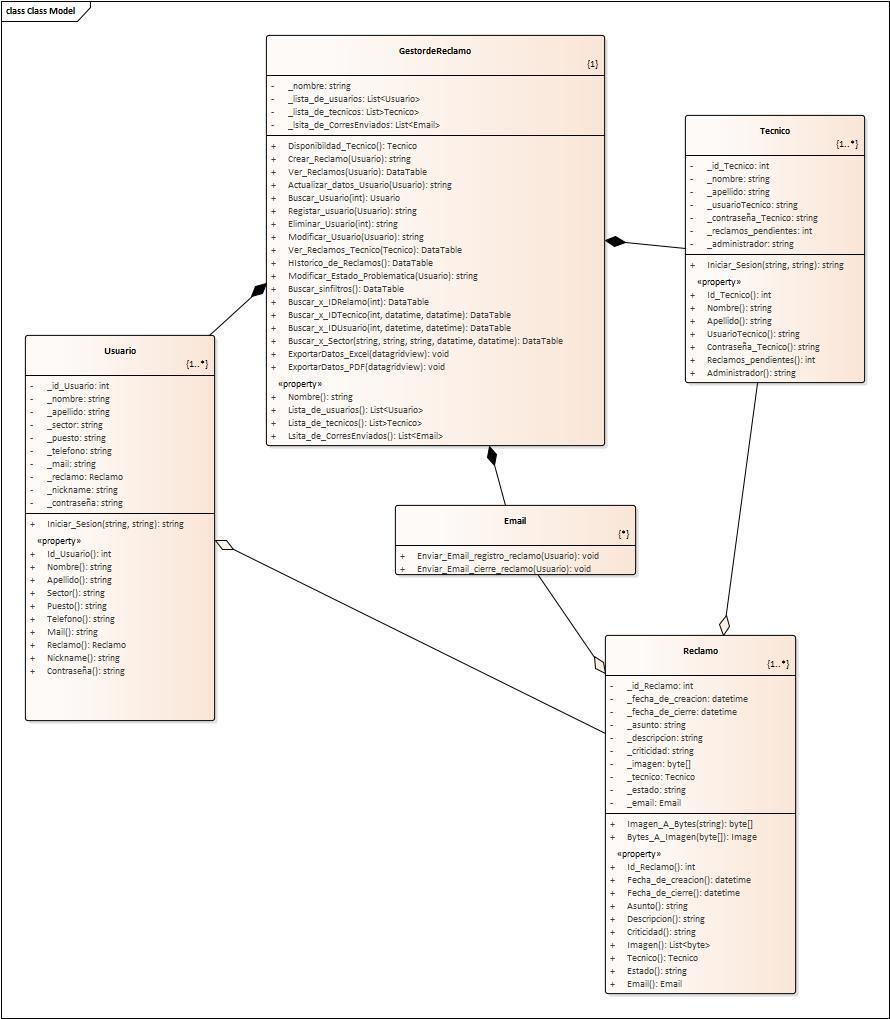 class Class Model
GestordeReclamo
{1}
- _nombre: string
- _lista_de_usuarios: List<Usuario>
- _lista_de_tecnicos: List>Tecnico>
- _lsita_de_CorresEnviados: List<Email>
+ Disponibildad_Tecnico(): Tecnico
+ Crear_Reclamo(Usuario): string
+ Ver_Reclamos(Usuario): DataTable
+ Actualizar_datos_Usuario(Usuario): string
+ Buscar_Usuario(int): Usuario
+ Registar_usuario(Usuario): string
+ Eliminar_Usuario(int): string
+ Modificar_Usuario(Usuario): string
+ Ver_Reclamos_Tecnico(Tecnico): DataTable
+ HIstorico_de_Reclamos(): DataTable
+ Modificar_Estado_Problematica(Usuario): string
+ Buscar_sinfiltros(): DataTable
+ Buscar_x_IDRelamo(int): DataTable
+ Buscar_x_IDTecnico(int, datatime, datatime): DataTable
+ Buscar_x_IDUsuario(int, datetime, datetime): DataTable
+ Buscar_x_Sector(string, string, string, datatime, datatime): DataTable
+ ExportarDatos_Excel(datagridview): void
+ ExportarDatos_PDF(datagridview): void
«property»
+ Nombre(): string
+ Lista_de_usuarios(): List<Usuario>
+ Lista_de_tecnicos(): List>Tecnico>
+ Lsita_de_CorresEnviados(): List<Email>
Tecnico
{1..*}
- _id_Tecnico: int
- _nombre: string
- _apellido: string
- _usuarioTecnico: string
- _contraseña_Tecnico: string
- _reclamos_pendientes: int
- _administrador: string
+ Iniciar_Sesion(string, string): string
«property»
+ Id_Tecnico(): int
+ Nombre(): string
+ Apellido(): string
+ UsuarioTecnico(): string
+ Contraseña_Tecnico(): string
+ Reclamos_pendientes(): int
+ Administrador(): string
Usuario
{1..*}
- _id_Usuario: int
- _nombre: string
- _apellido: string
- _sector: string
- _puesto: string
- _telefono: string
- _mail: string
- _reclamo: Reclamo
- _nickname: string
- _contraseña: string
+ Iniciar_Sesion(string, string): string
«property»
+ Id_Usuario(): int
+ Nombre(): string
+ Apellido(): string
+ Sector(): string
+ Puesto(): string
+ Telefono(): string
+ Mail(): string
+ Reclamo(): Reclamo
+ Nickname(): string
+ Contraseña(): string
Email
{*}
+ Enviar_Email_registro_reclamo(Usuario): void
+ Enviar_Email_cierre_reclamo(Usuario): void
Reclamo
{1..*}
- _id_Reclamo: int
- _fecha_de_creacion: datetime
- _fecha_de_cierre: datetime
- _asunto: string
- _descripcion: string
- _criticidad: string
- _imagen: byte[]
- _tecnico: Tecnico
- _estado: string
- _email: Email
+ Imagen_A_Bytes(string): byte[]
+ Bytes_A_Imagen(byte[]): Image
«property»
+ Id_Reclamo(): int
+ Fecha_de_creacion(): datetime
+ Fecha_de_cierre(): datetime
+ Asunto(): string
+ Descripcion(): string
+ Criticidad(): string
+ Imagen(): List<byte>
+ Tecnico(): Tecnico
+ Estado(): string
+ Email(): Email